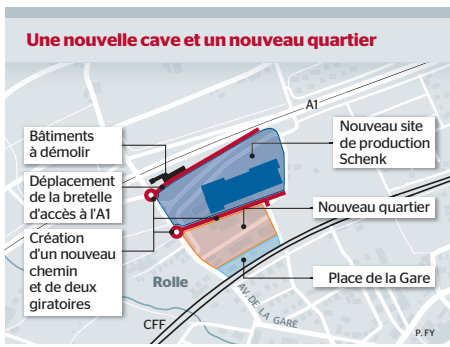 Une nouvelle cave et un nouveau quartier
A1
Bâtiments
à démolir
Nouveau site
de production
Schenk
Déplacement
de la bretelle
d'accès à l'A1
Nouveau quartier
Création
d'un nouveau
chemin
et de deux
giratoires
Place de la Gare
Rolle
AV. DE LA GARE
CFF
P. FY